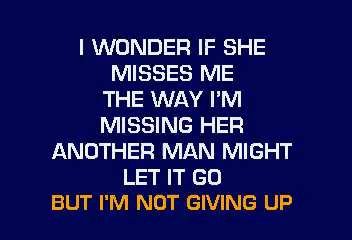 I WONDER IF SHE
MISSES ME
THE WAY I'M
MISSING HER
ANOTHER MAN MIGHT
LET IT GO
BUT I'M NOT GIVING UP